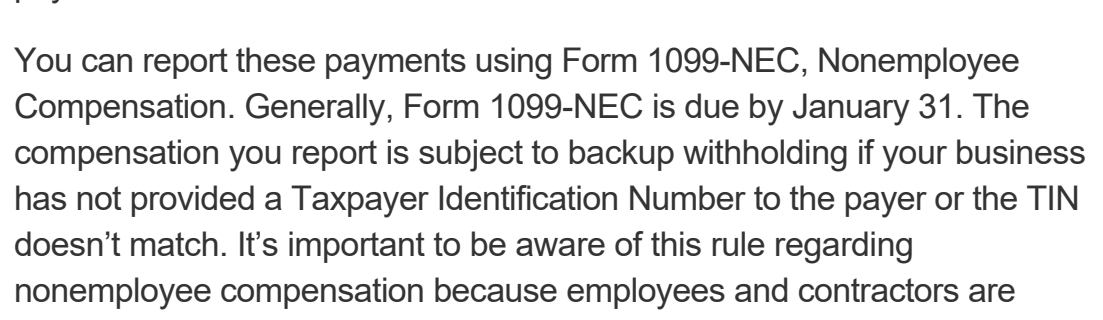 You can report these payments using Form 1099-NEC, Nonemployee
Compensation. Generally, Form 1099-NEC is due by January 31. The
compensation you report is subject to backup withholding if your business
has not provided a Taxpayer Identification Number to the payer or the TIN
doesn’t match. It’s important to be aware of this rule regarding
nonemployee compensation because employees and contractors are